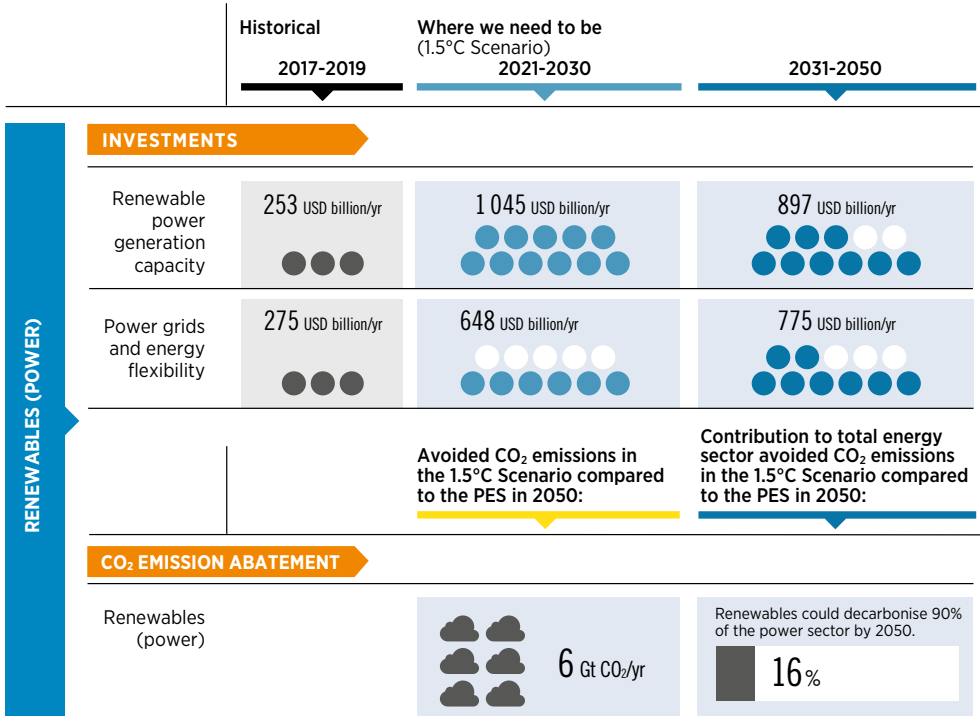 Historical
Where we need to be
(1.5°C Scenario)
2017-2019
2021-2030
2031-2050
RENEWABLES (POWER)
INVESTMENTS
Renewable
power
generation
capacity
253 USD billion/yr
1 045 USD billion/yr
897 USD billion/yr
Power grids
and energy
flexibility
275 USD billion/yr
648 USD billion/yr
775 USD billion/yr
Avoided CO₂ emissions in
the 1.5°C Scenario compared
to the PES in 2050:
Contribution to total energy
sector avoided CO₂ emissions
in the 1.5°C Scenario compared
to the PES in 2050:
CO₂ EMISSION ABATEMENT
Renewables
(power)
6 Gt CO₂/yr
Renewables could decarbonise 90%
of the power sector by 2050.
16%